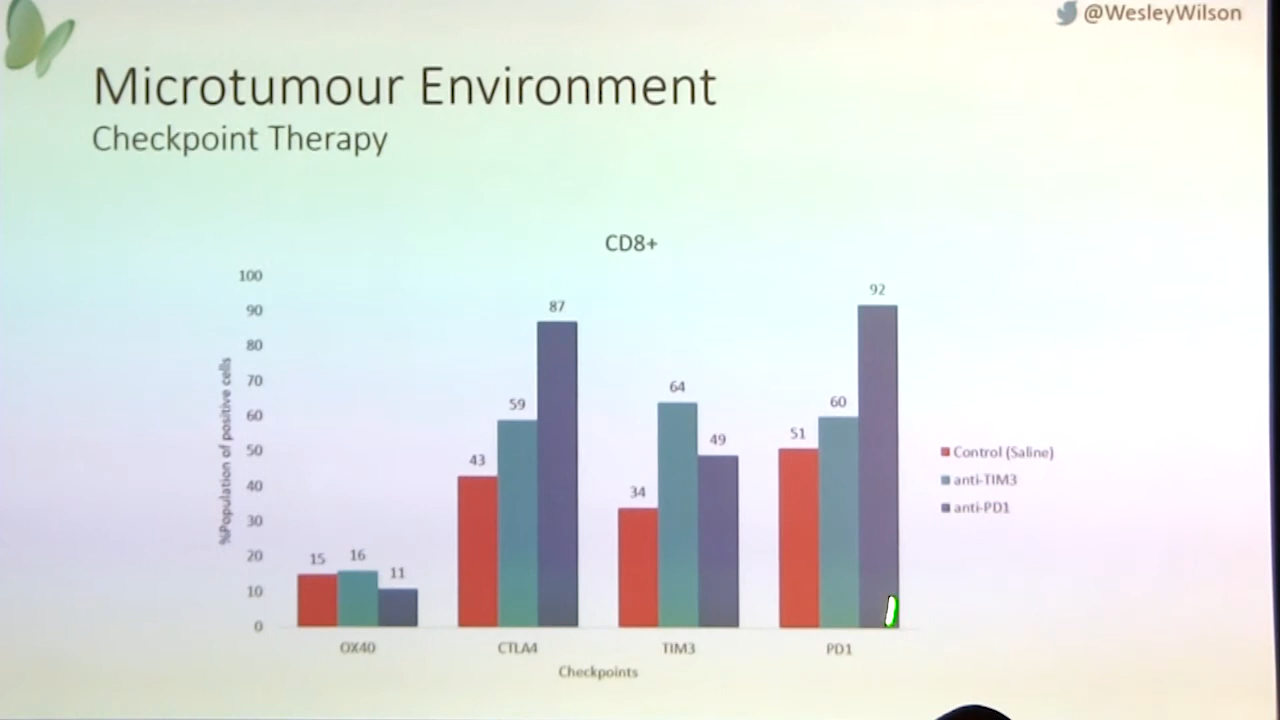 @WesleyWilson
Microtumour Environment
Checkpoint Therapy
CD8+
%Population of positive cells
100
90
80
70
60
50
40
30
20
10
0
15
16
11
43
59
87
34
64
49
51
60
92
OX40
CTLA4
TIM3
PD1
Checkpoints
Control (Saline)
anti-TIM3
anti-PD1